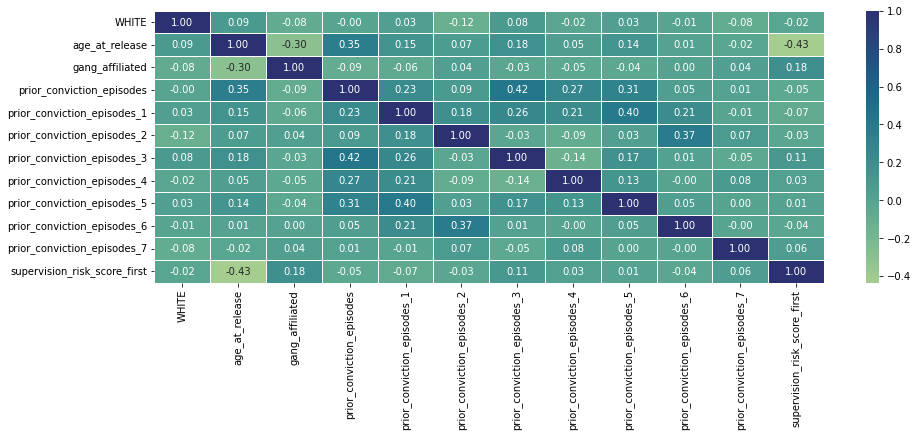 WHITE 1.00 0.09 -0.08 -0.00 0.03 -0.12 0.08 -0.02 0.03 -0.01 -0.08 -0.02
age_at_release 0.09 1.00 -0.30 0.35 0.15 0.07 0.18 0.05 0.14 0.01 -0.02 -0.43
gang_affiliated -0.08 -0.30 1.00 -0.09 -0.06 0.04 -0.03 -0.05 -0.04 0.00 0.04 0.18
prior_conviction_episodes -0.00 0.35 -0.09 1.00 0.23 0.09 0.42 0.27 0.31 0.05 0.01 -0.05
prior_conviction_episodes_1 0.03 0.15 -0.06 0.23 1.00 0.18 0.26 0.21 0.40 0.21 -0.01 -0.07
prior_conviction_episodes_2 -0.12 0.07 0.04 0.09 0.18 1.00 -0.03 -0.09 0.03 0.37 0.07 -0.03
prior_conviction_episodes_3 0.08 0.18 -0.03 0.42 0.26 -0.03 1.00 -0.14 0.17 0.01 -0.05 0.11
prior_conviction_episodes_4 -0.02 0.05 -0.05 0.27 0.21 -0.09 -0.14 1.00 0.13 -0.00 0.08 0.03
prior_conviction_episodes_5 0.03 0.14 -0.04 0.31 0.40 0.03 0.17 0.13 1.00 0.05 0.00 0.01
prior_conviction_episodes_6 -0.01 0.01 0.00 0.05 0.21 0.37 0.01 -0.00 0.05 1.00 -0.00 -0.04
prior_conviction_episodes_7 -0.08 -0.02 0.04 0.01 -0.01 0.07 -0.05 0.08 0.00 -0.00 1.00 0.06
supervision_risk_score_first -0.02 -0.43 0.18 -0.05 -0.07 -0.03 0.11 0.03 0.01 -0.04 0.06 1.00
WHITE
age_at_release
gang_affiliated
prior_conviction_episodes
prior_conviction_episodes_1
prior_conviction_episodes_2
prior_conviction_episodes_3
prior_conviction_episodes_4
prior_conviction_episodes_5
prior_conviction_episodes_6
prior_conviction_episodes_7
supervision_risk_score_first
1.0
0.8
0.6
0.4
0.2
0.0
−0.2
−0.4